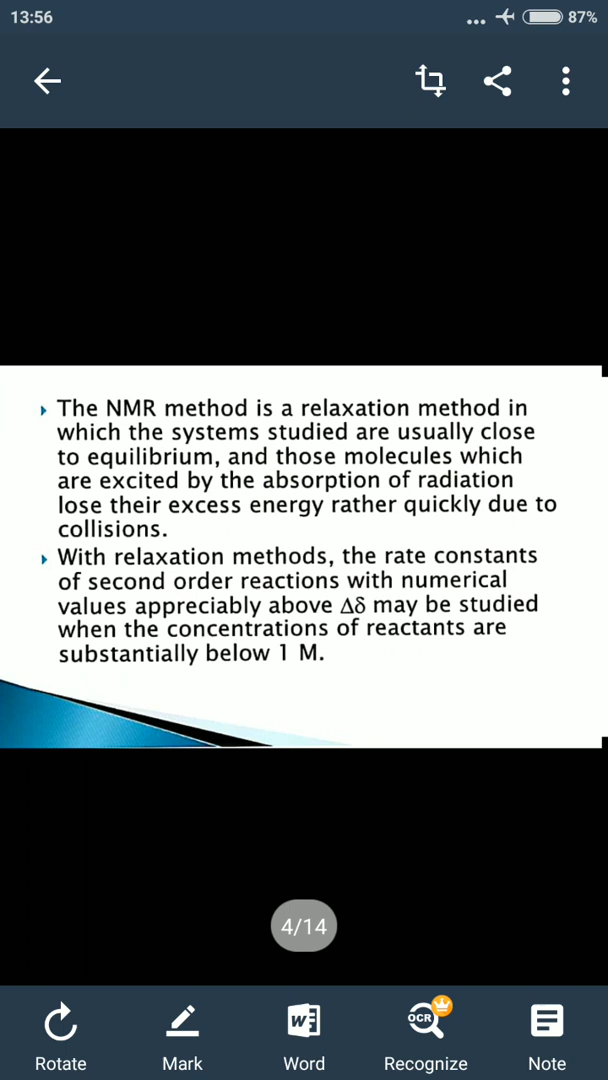 13:56
... 87%
The NMR method is a relaxation method in
which the systems studied are usually close
to equilibrium, and those molecules which
are excited by the absorption of radiation
lose their excess energy rather quickly due to
collisions.
With relaxation methods, the rate constants
of second order reactions with numerical
values appreciably above Δδ may be studied
when the concentrations of reactants are
substantially below 1 M.
4/14
W
OCR
Rotate Mark Word Recognize Note